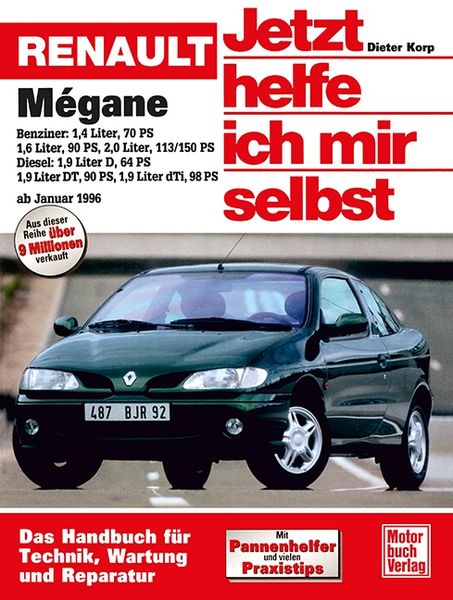 RENAULT
Jetzt
Dieter Korp
helfe
ich mir
selbst
Mégane
Benziner: 1,4 Liter, 70 PS
1,6 Liter, 90 PS, 2,0 Liter, 113/150 PS
Diesel: 1,9 Liter D, 64 PS
1,9 Liter DT, 90 PS, 1,9 Liter dTi, 98 PS
ab Januar 1996
Aus dieser
Reihe über
9 Millionen
verkauft
487 BJR 92
Das Handbuch für
Technik, Wartung
und Reparatur
Mit
Pannenhelfer
und vielen
Praxistips
Motor
buch
Verlag